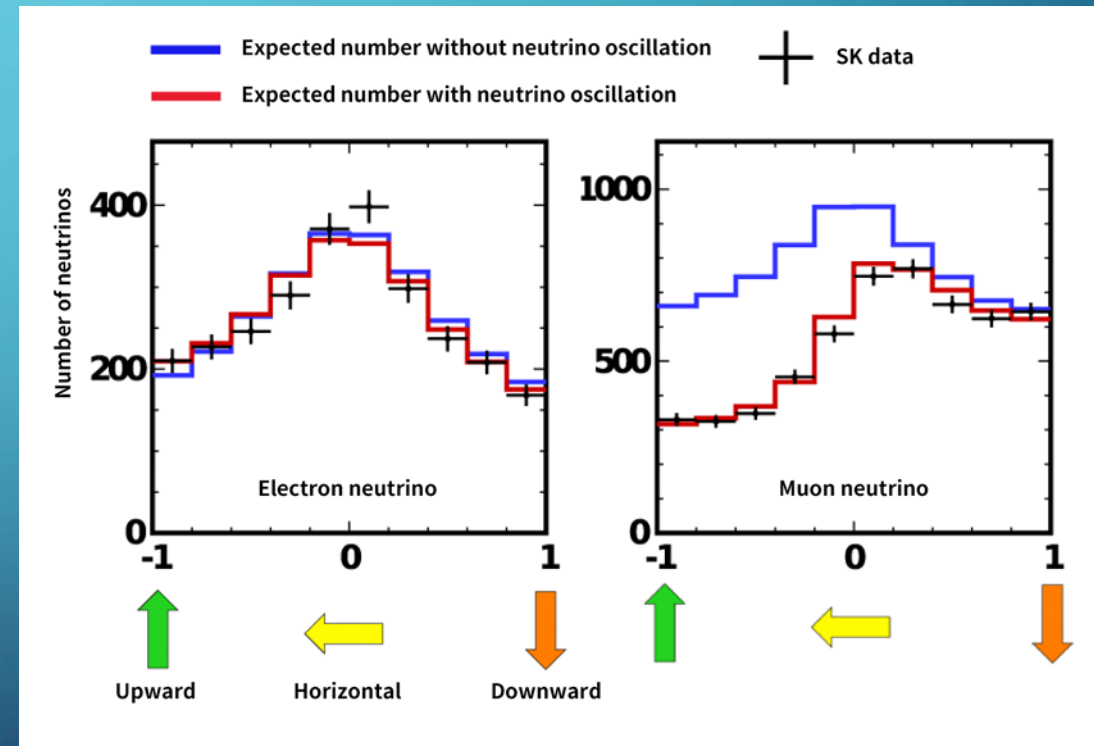 Expected number without neutrino oscillation
SK data
Expected number with neutrino oscillation
Number of neutrinos
400
200
0
-1
0
1
Electron neutrino
1000
500
0
-1
0
1
Muon neutrino
Upward
Horizontal
Downward